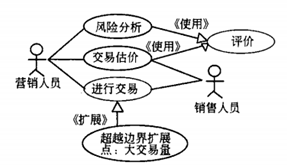 风险分析
《使用》
交易估价
《使用》
评价
营销人员
进行交易
销售人员
《扩展》
超越边界扩展
点：大交易量